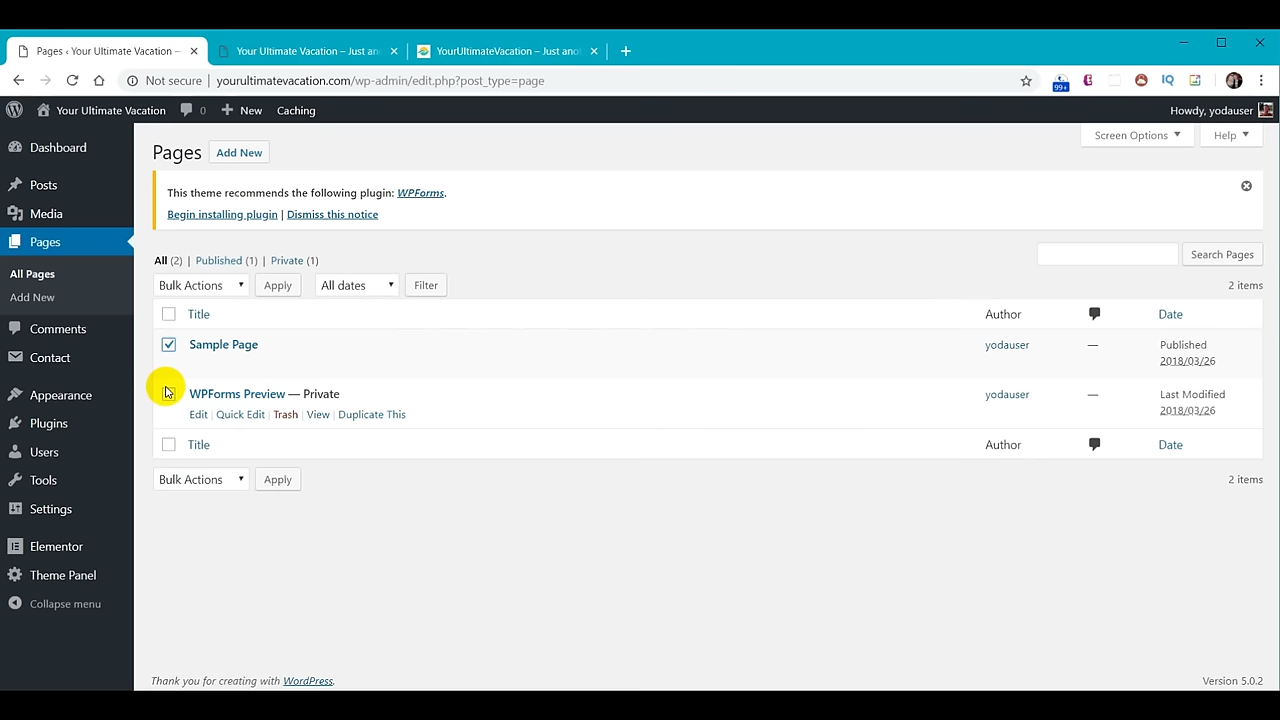 Pages ‹ Your Ultimate Vacation —
Your Ultimate Vacation – Just an
YourUltimateVacation – Just ano
Not secure | yourultimatevacation.com/wp-admin/edit.php?post_type=page
99+
IQ
Your Ultimate Vacation 0 New Caching Howdy, yodauser
Screen Options Help
Dashboard
Posts
Media
Pages
All Pages
Add New
Comments
Contact
Appearance
Plugins
Users
Tools
Settings
Elementor
Theme Panel
Collapse menu
Pages Add New
This theme recommends the following plugin: WPForms.
Begin installing plugin | Dismiss this notice
All (2) | Published (1) | Private (1)
Search Pages
Bulk Actions Apply All dates Filter 2 items
Title Author Date
Sample Page yodauser — Published
2018/03/26
WPForms Preview — Private yodauser — Last Modified
Edit | Quick Edit | Trash | View | Duplicate This 2018/03/26
Title Author Date
Bulk Actions Apply 2 items
Thank you for creating with WordPress. Version 5.0.2